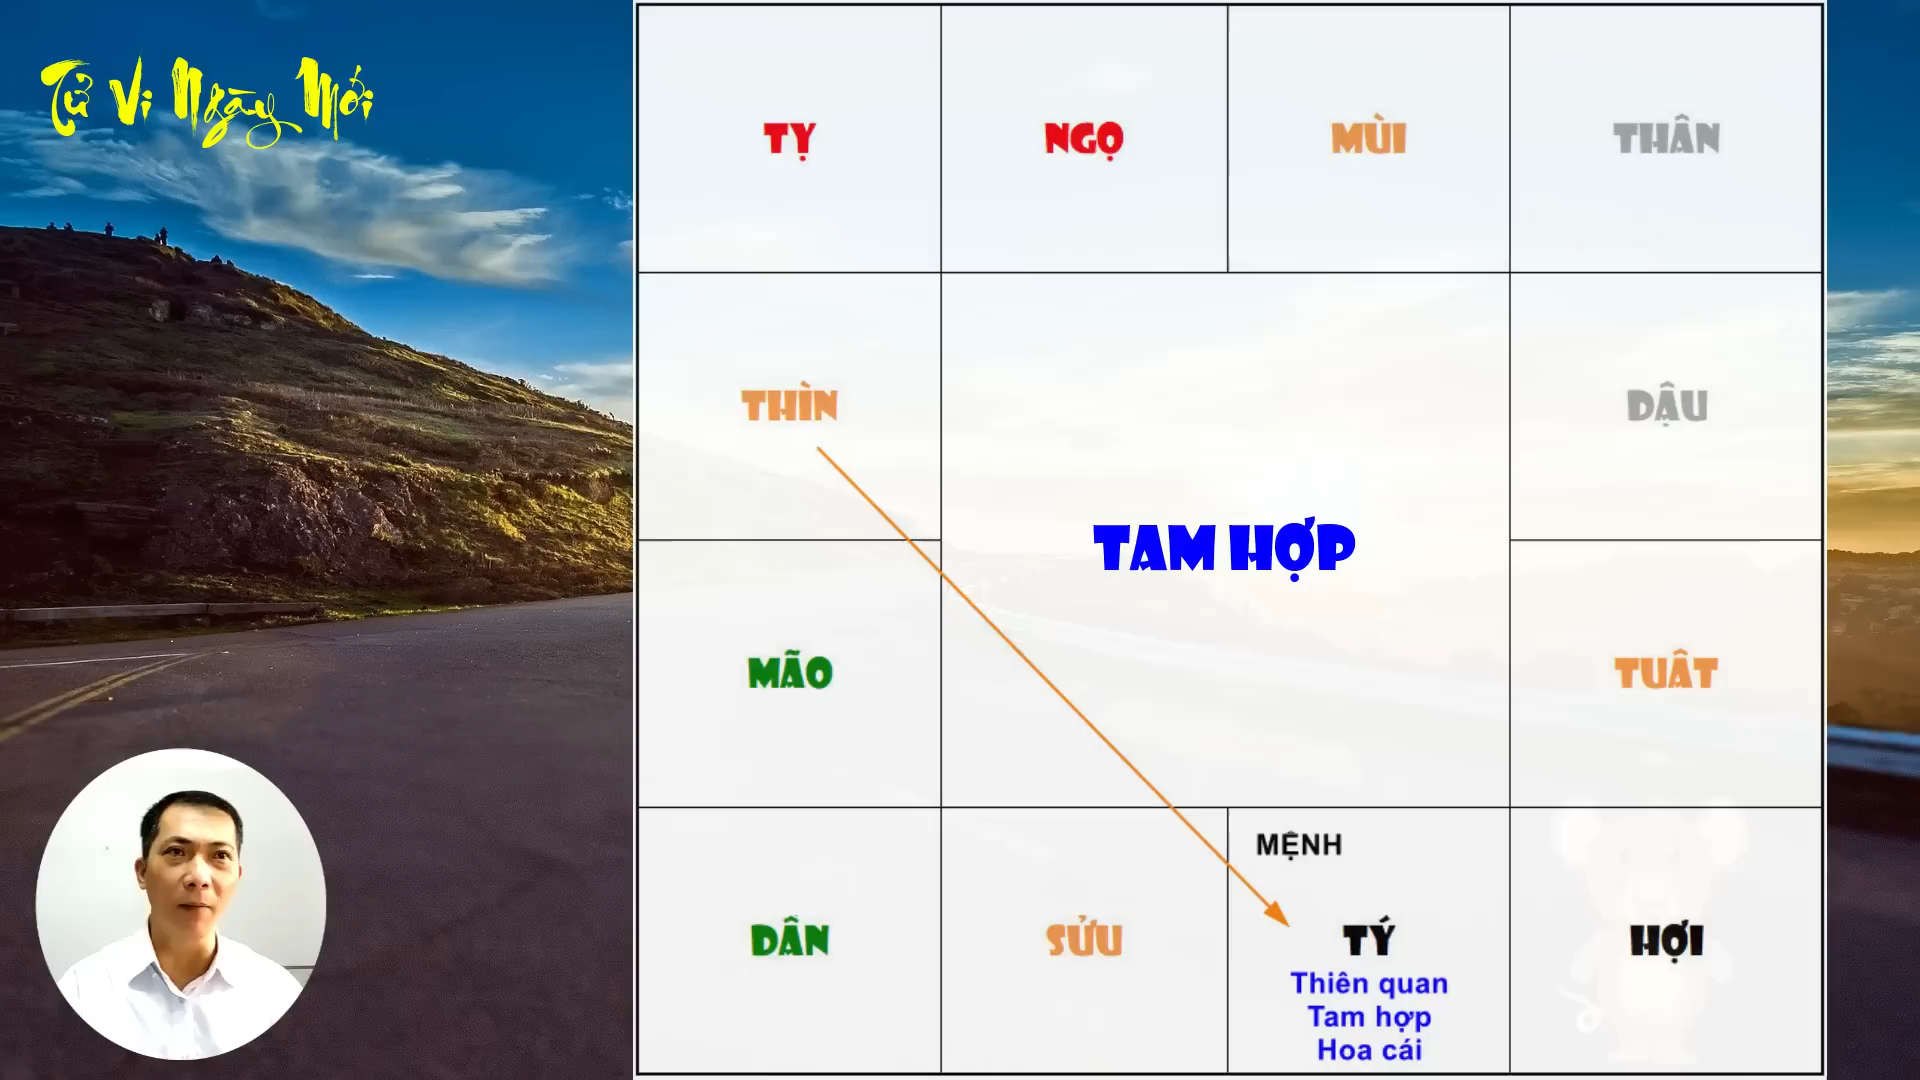 Tử Vi Ngày Mới
TỴ
NGỌ
MÙI
THÂN
THÌN
DẬU
TAM HỢP
MÃO
TUÂT
MỆNH
DẦN
SỬU
TÝ
HỢI
Thiên quan
Tam hợp
Hoa cái